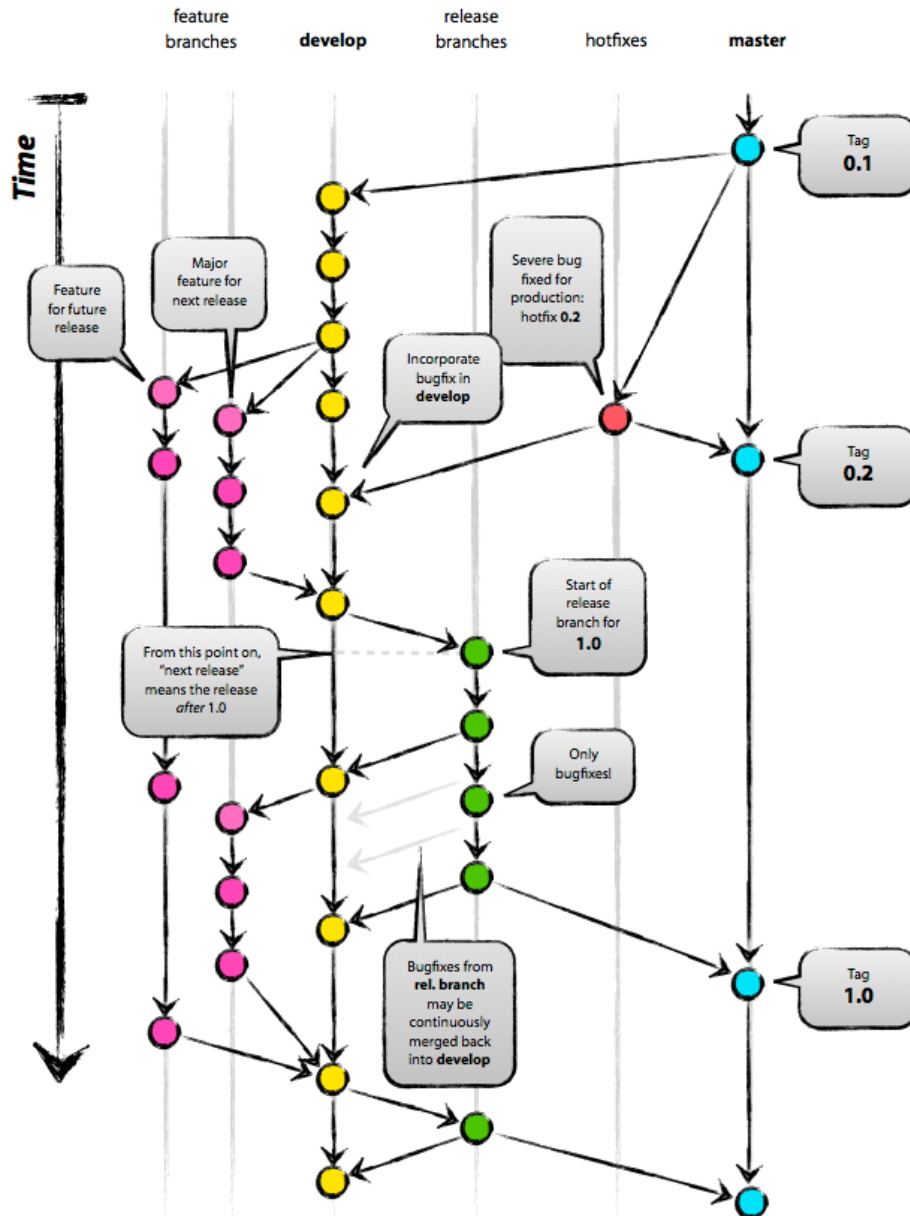 feature
branches
develop
release
branches
hotfixes
master
Time
Tag
0.1
Major
feature for
next release
Severe bug
fixed for
production:
hotfix 0.2
Feature
for future
release
Incorporate
bugfix in
develop
Tag
0.2
Start of
release
branch for
1.0
From this point on,
“next release”
means the release
after 1.0
Only
bugfixes!
Bugfixes from
rel. branch
may be
continuously
merged back
into develop
Tag
1.0